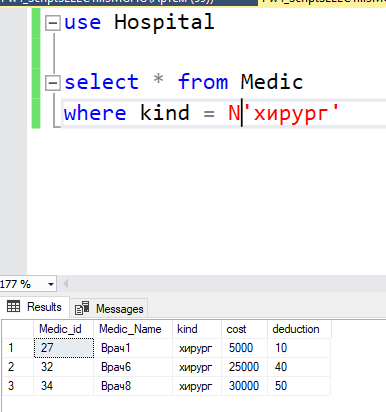 use Hospital
select * from Medic
where kind = N'хирург'
177 %
Results Messages
Medic_id Medic_Name kind cost deduction
1 27 Врач1 хирург 5000 10
2 32 Врач6 хирург 25000 40
3 34 Врач8 хирург 30000 50